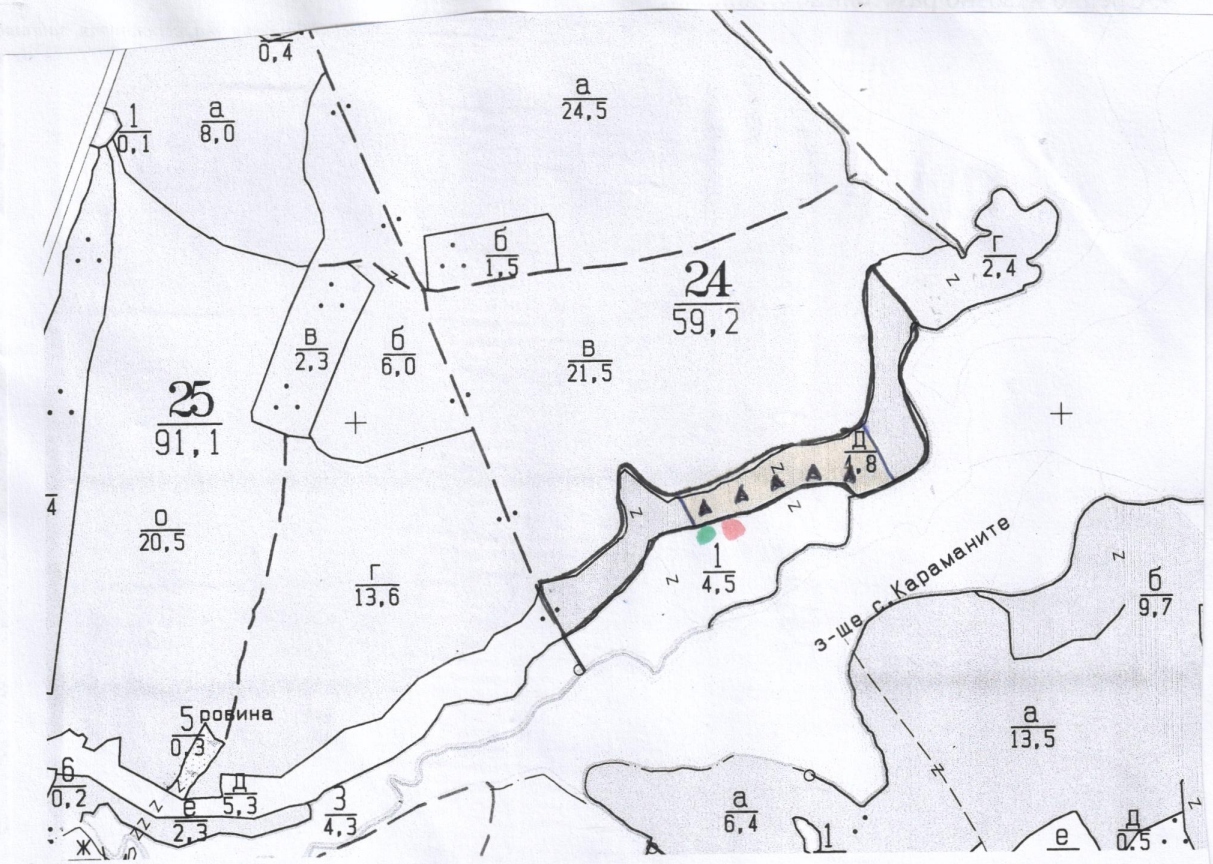 0,4
а
24,5
1
0,1
а
8,0
б
1,5
г
2,4
24
59,2
в
2,3
б
6,0
в
21,5
25
91,1
Д
4,8
4
о
20,5
1
4,5
з-ще с.Караманите
б
9,7
г
13,6
5 ровина
0,3
а
13,5
6
0,2
Д
5,3
е
2,3
3
4,3
а
6,4
1
е
Д
0,5
ж